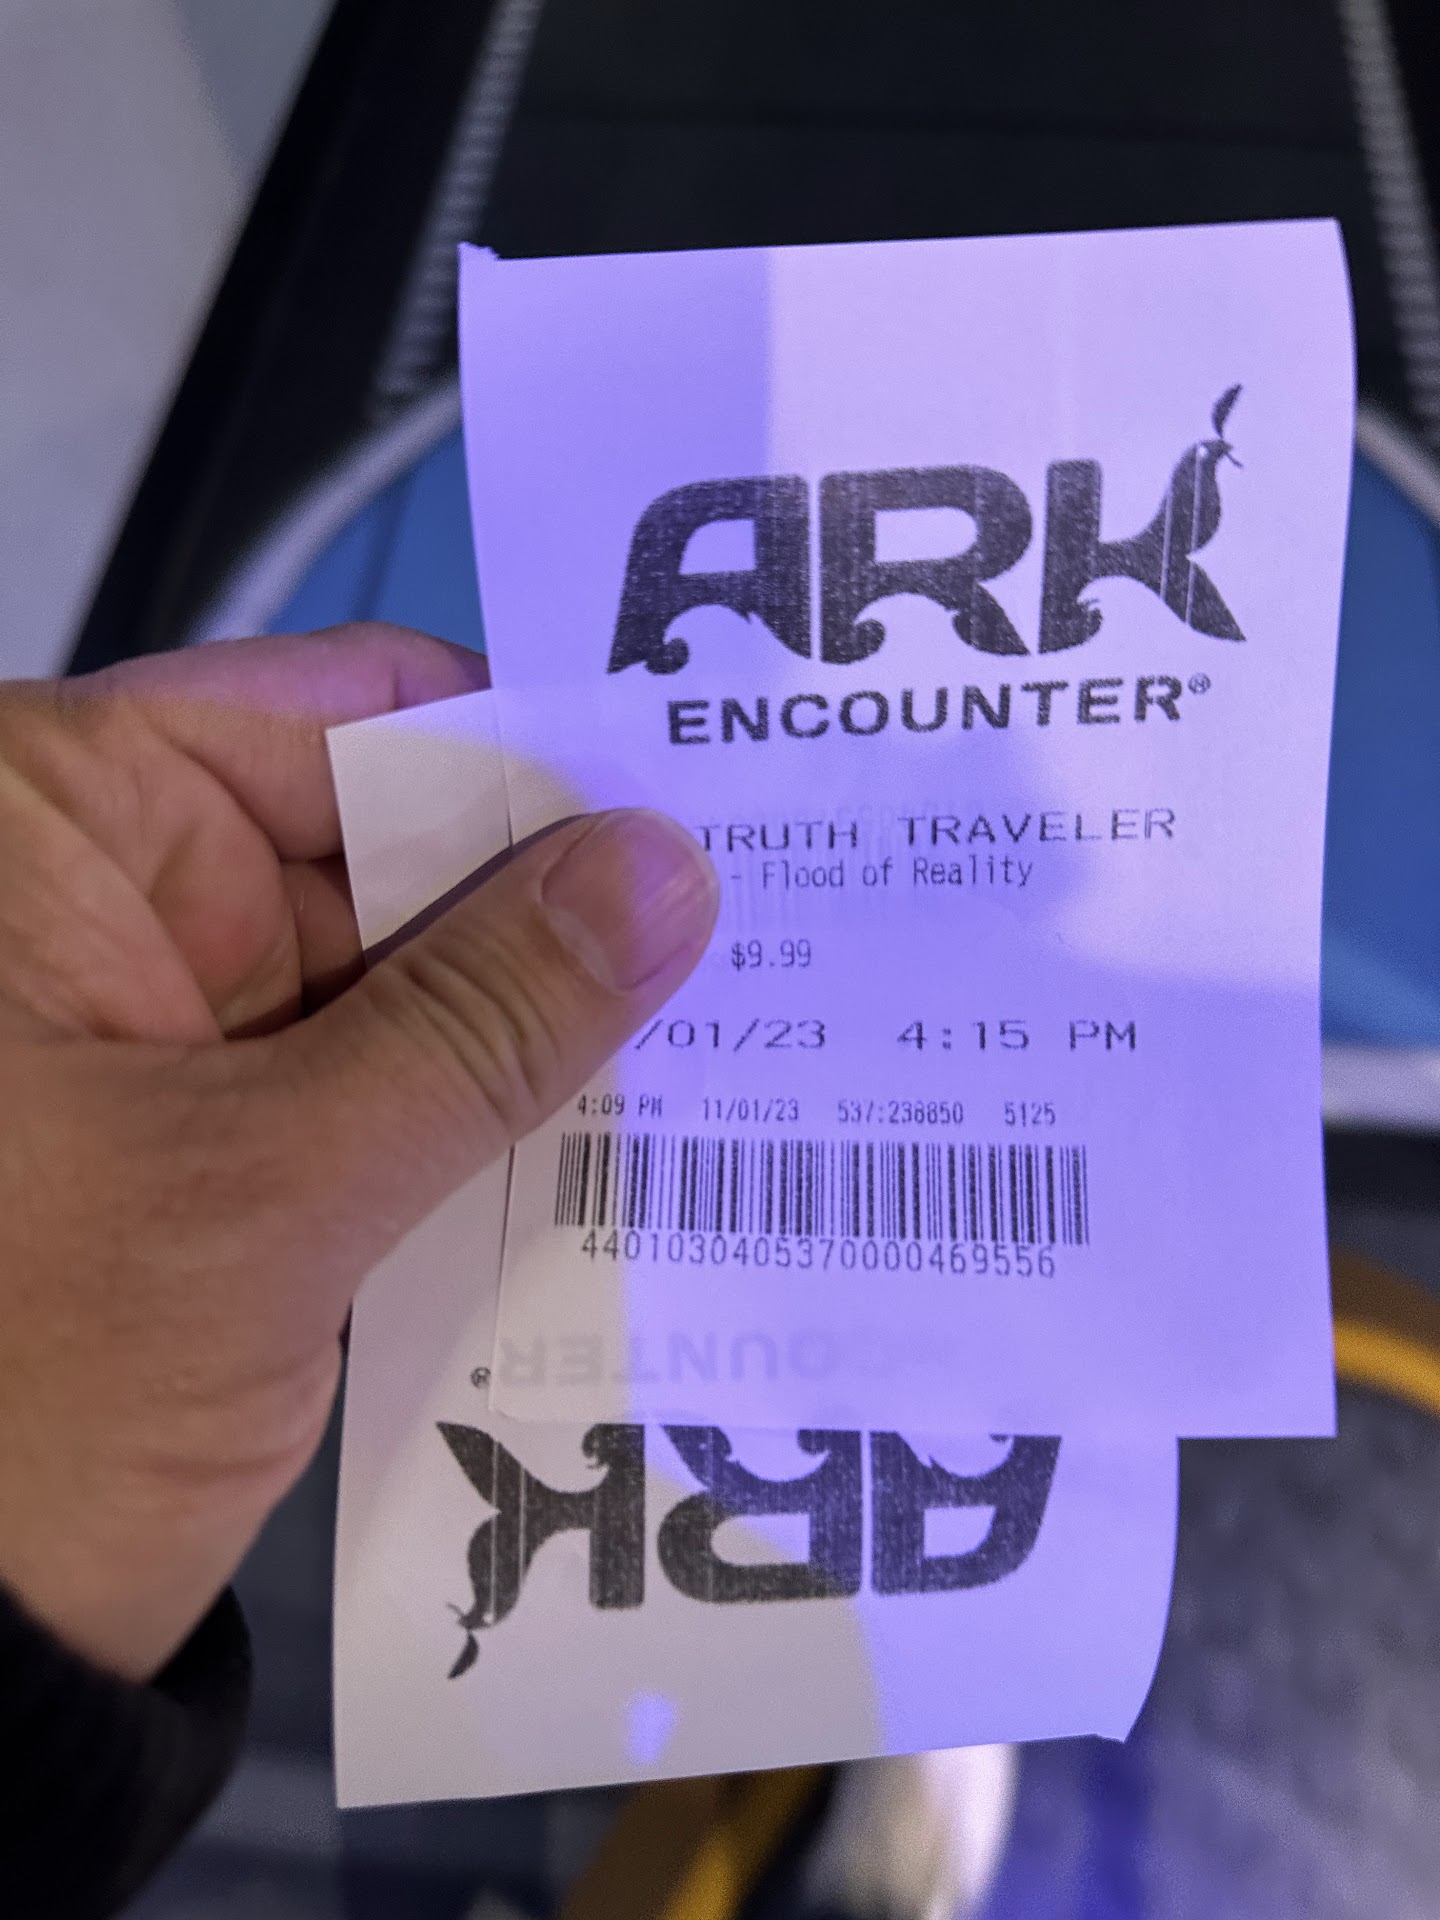 ARK
ENCOUNTER®
TRUTH TRAVELER
- Flood of Reality
$9.99
/01/23 4:15 PM
4:09 PM 11/01/23 537:238850 5125
4401030405370000469556
ENCOUNTER®
ARK